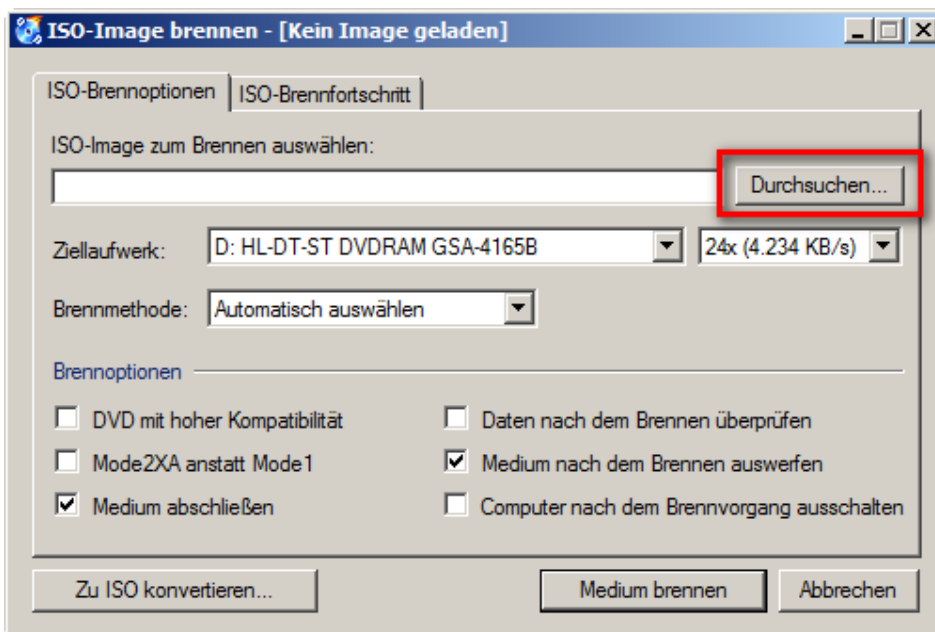 ISO-Image brennen - [Kein Image geladen]
ISO-Brennoptionen ISO-Brennfortschritt
ISO-Image zum Brennen auswählen:
Durchsuchen...
Ziellaufwerk: D: HL-DT-ST DVDRAM GSA-4165B 24x (4.234 KB/s)
Brennmethode: Automatisch auswählen
Brennoptionen
DVD mit hoher Kompatibilität Daten nach dem Brennen überprüfen
Mode2XA anstatt Mode1 Medium nach dem Brennen auswerfen
Medium abschließen Computer nach dem Brennvorgang ausschalten
Zu ISO konvertieren... Medium brennen Abbrechen